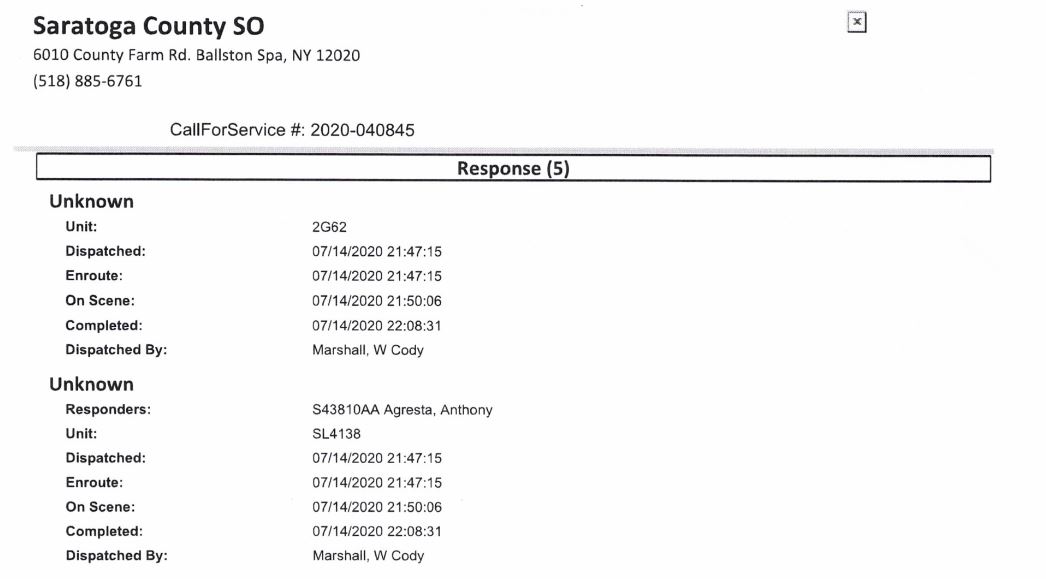 Saratoga County SO
6010 County Farm Rd. Ballston Spa, NY 12020
(518) 885-6761
CallForService #: 2020-040845
Response (5)
Unknown
Unit: 2G62
Dispatched: 07/14/2020 21:47:15
Enroute: 07/14/2020 21:47:15
On Scene: 07/14/2020 21:50:06
Completed: 07/14/2020 22:08:31
Dispatched By: Marshall, W Cody
Unknown
Responders: S43810AA Agresta, Anthony
Unit: SL4138
Dispatched: 07/14/2020 21:47:15
Enroute: 07/14/2020 21:47:15
On Scene: 07/14/2020 21:50:06
Completed: 07/14/2020 22:08:31
Dispatched By: Marshall, W Cody